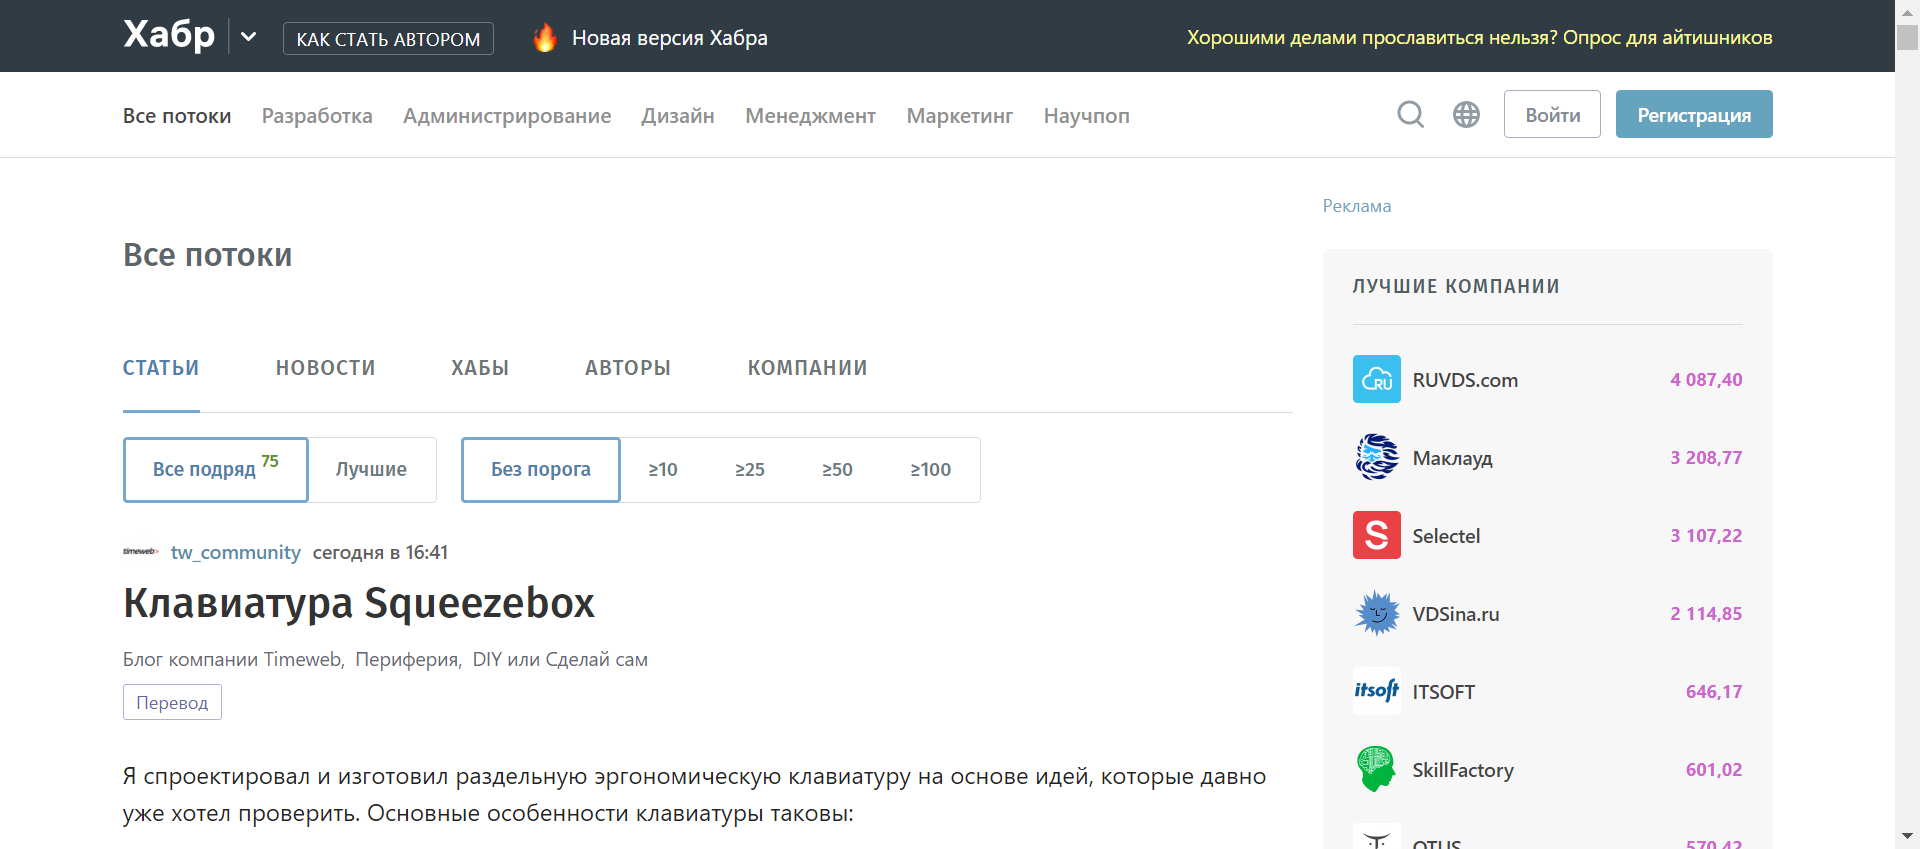 Хабр
КАК СТАТЬ АВТОРОМ
Новая версия Хабра
Хорошими делами прославиться нельзя? Опрос для айтишников
Все потоки Разработка Администрирование Дизайн Менеджмент Маркетинг Научпоп
Войти
Регистрация
Все потоки
СТАТЬИ НОВОСТИ ХАБЫ АВТОРЫ КОМПАНИИ
Все подряд 75 Лучшие
Без порога ≥10 ≥25 ≥50 ≥100
timeweb> tw_community сегодня в 16:41
Клавиатура Squeezebox
Блог компании Timeweb, Периферия, DIY или Сделай сам
Перевод
Я спроектировал и изготовил раздельную эргономическую клавиатуру на основе идей, которые давно
уже хотел проверить. Основные особенности клавиатуры таковы:
Реклама
ЛУЧШИЕ КОМПАНИИ
RU RUVDS.com 4 087,40
Маклауд 3 208,77
S Selectel 3 107,22
VDSina.ru 2 114,85
itsoft ITSOFT 646,17
SkillFactory 601,02
OTUS 570,42